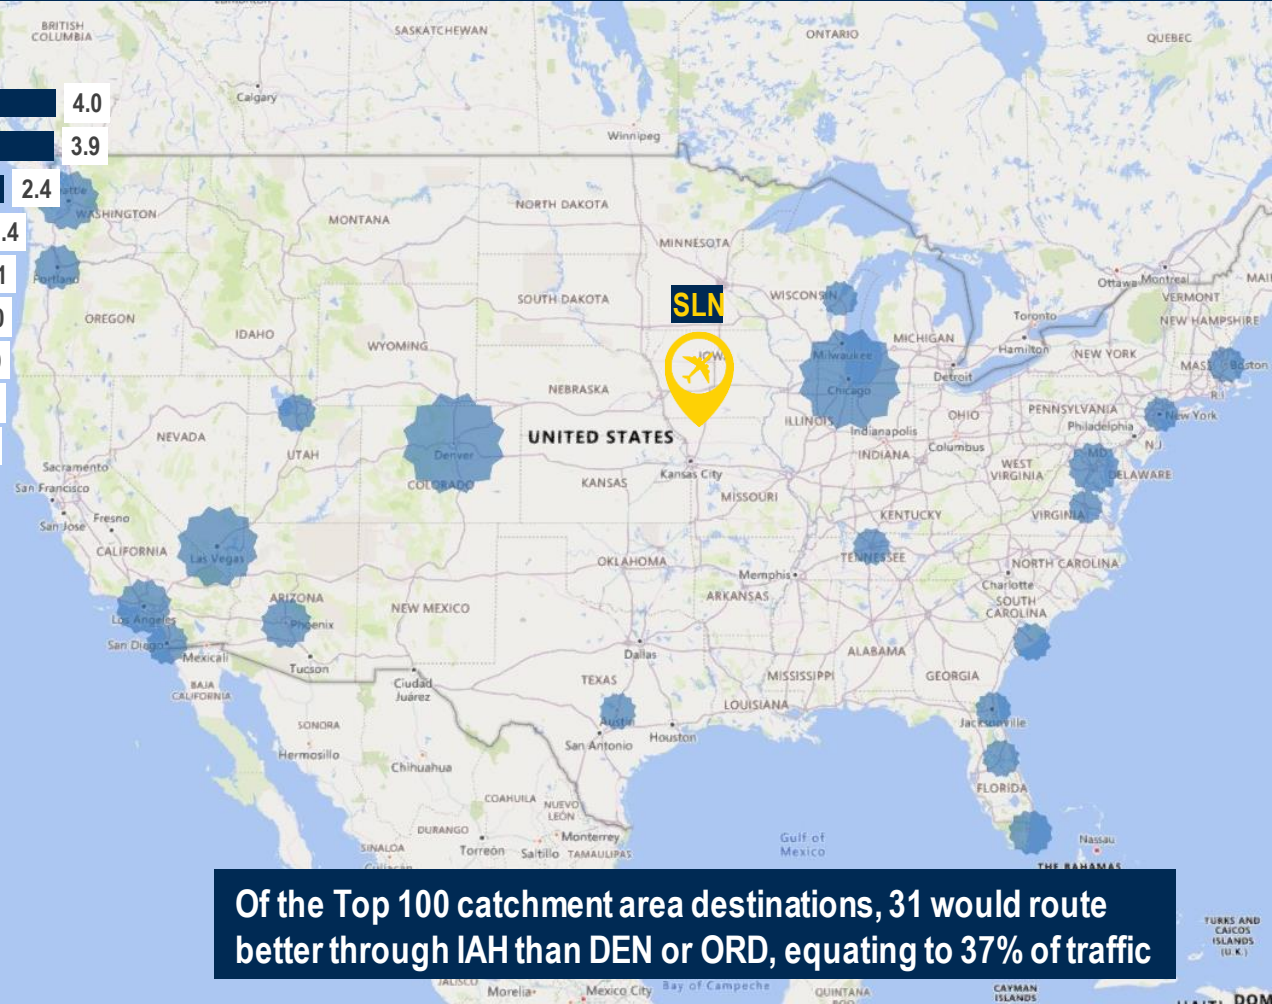 BRITISH
COLUMBIA
SASKATCHEWAN
ONTARIO
QUEBEC
Calgary
4.0
Winnipeg
3.9
2.4
WASHINGTON
MONTANA
NORTH DAKOTA
.4
MINNESOTA
Ottawa
Montreal
Portland
1
SOUTH DAKOTA
SLN
WISCONSIN
VERMONT
0
OREGON
IDAHO
WYOMING
Toronto
NEW HAMPSHIRE
MICHIGAN
Hamilton
NEW YORK
Milwaukee
MASS
Boston
Detroit
Chicago
R.I
NEBRASKA
PENNSYLVANIA
New York
ILLINOIS
OHIO
Philadelphia
NEVADA
UNITED STATES
Indianapolis
Columbus
N.J
UTAH
Denver
INDIANA
MD
Sacramento
WEST
VIRGINIA
DELAWARE
San Francisco
COLORADO
KANSAS
Kansas City
MISSOURI
San Jose
Fresno
KENTUCKY
VIRGINIA
CALIFORNIA
Las Vegas
OKLAHOMA
TENNESSEE
NORTH CAROLINA
Memphis
Charlotte
ARIZONA
NEW MEXICO
ARKANSAS
SOUTH
CAROLINA
Los Angeles
Phoenix
San Diego
Mexicali
Dallas
ALABAMA
Tucson
TEXAS
MISSISSIPPI
GEORGIA
BAJA
CALIFORNIA
Ciudad
Juárez
LOUISIANA
SONORA
Austin
Jacksonville
Hermosillo
San Antonio
Houston
Chihuahua
FLORIDA
COAHUILA
NUEVO
LEÓN
DURANGO
Monterrey
Gulf of
Mexico
Nassau
SINALOA
Torreón
Saltillo
TAMAULIPAS
Culiacán
THE BAHAMAS
Of the Top 100 catchment area destinations, 31 would route
better through IAH than DEN or ORD, equating to 37% of traffic
TURKS AND
CAICOS
ISLANDS
(U.K.)
JALISCO
Morelia
Mexico City
Bay of Campeche
QUINTANA
CAYMAN
ISLANDS